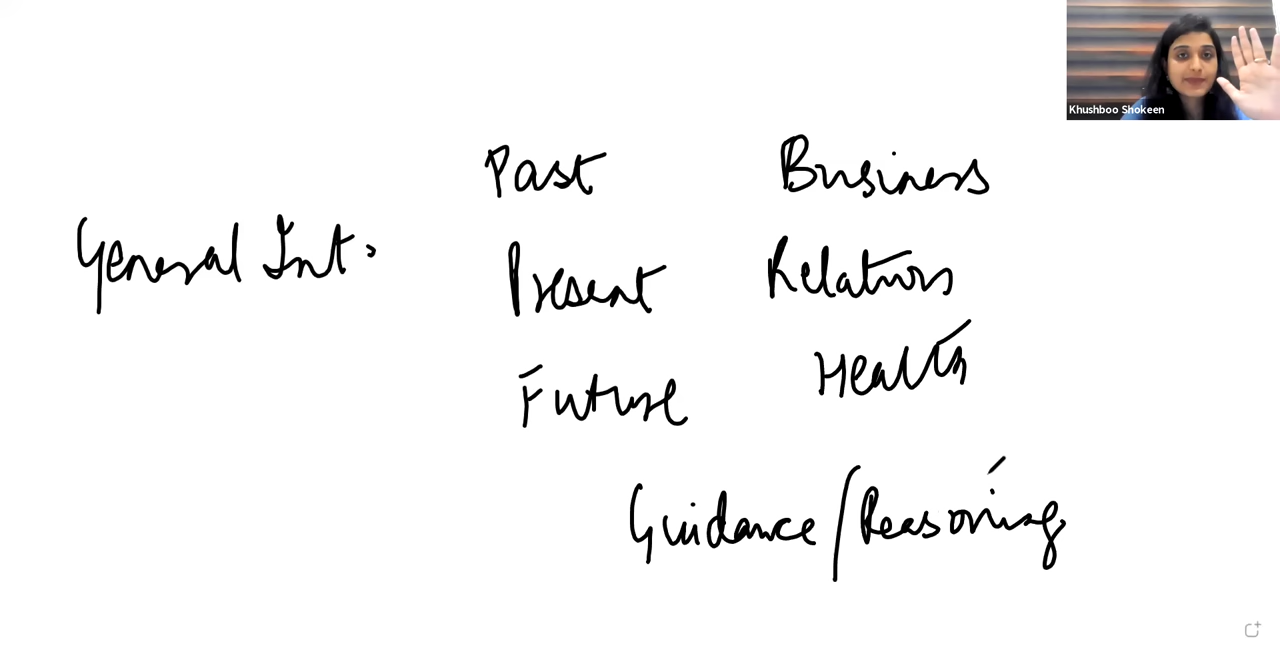 Khushboo Shokeen
Past Business
General Int:
Present Relations
Future Health
Guidance/Reasoning